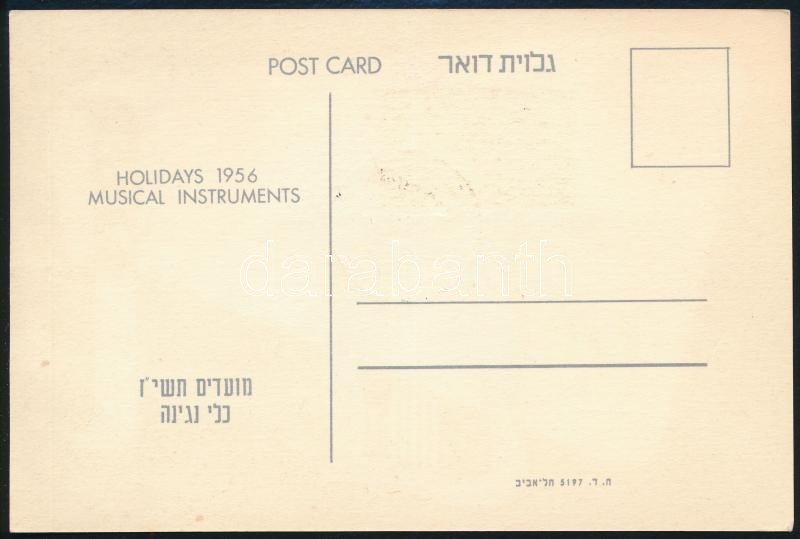 POST CARD
גלוית דואר
HOLIDAYS 1956
MUSICAL INSTRUMENTS
darabanth
מועדים תשי"ז
כלי נגינה
ת. ד. 5197 תל־אביב